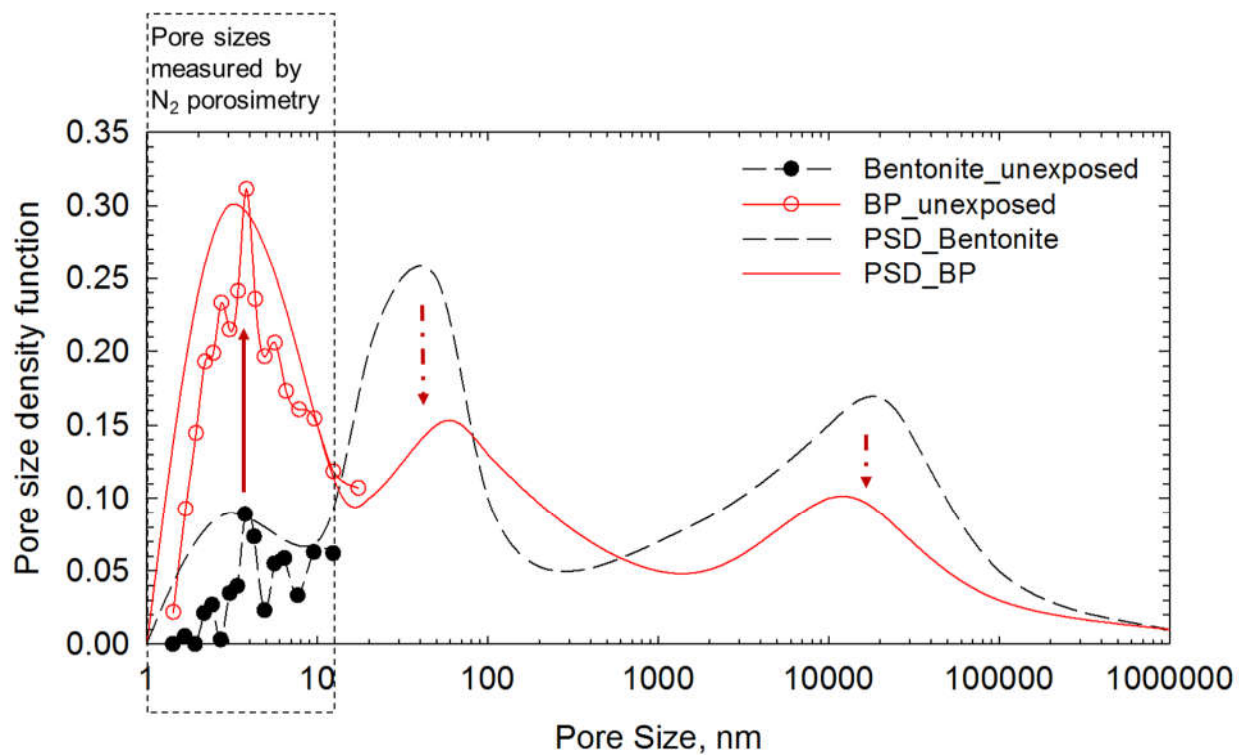 Pore sizes
measured by
N₂ porosimetry
0.35
0.30
0.25
0.20
0.15
0.10
0.05
0.00
Pore size density function
Bentonite_unexposed
BP_unexposed
PSD_Bentonite
PSD_BP
1
10
100
1000
10000
100000
1000000
Pore Size, nm